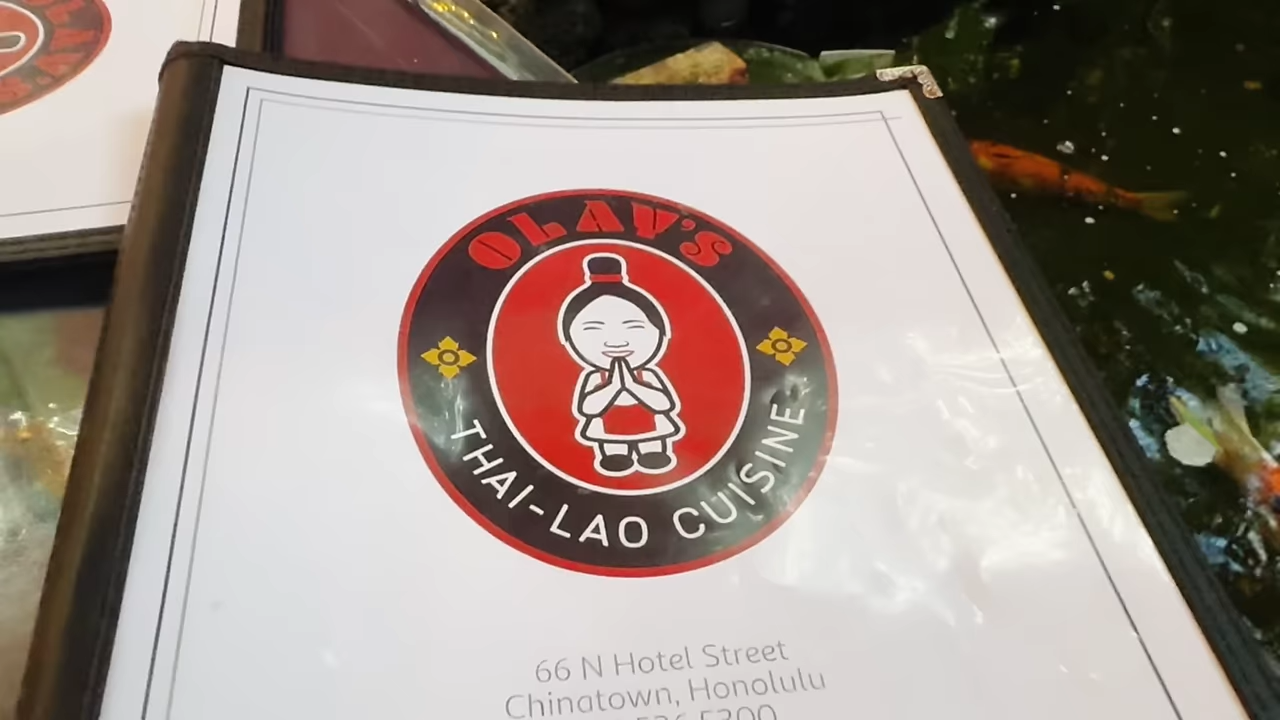 OLAY'S
THAI-LAO CUISINE
66 N Hotel Street
Chinatown, Honolulu